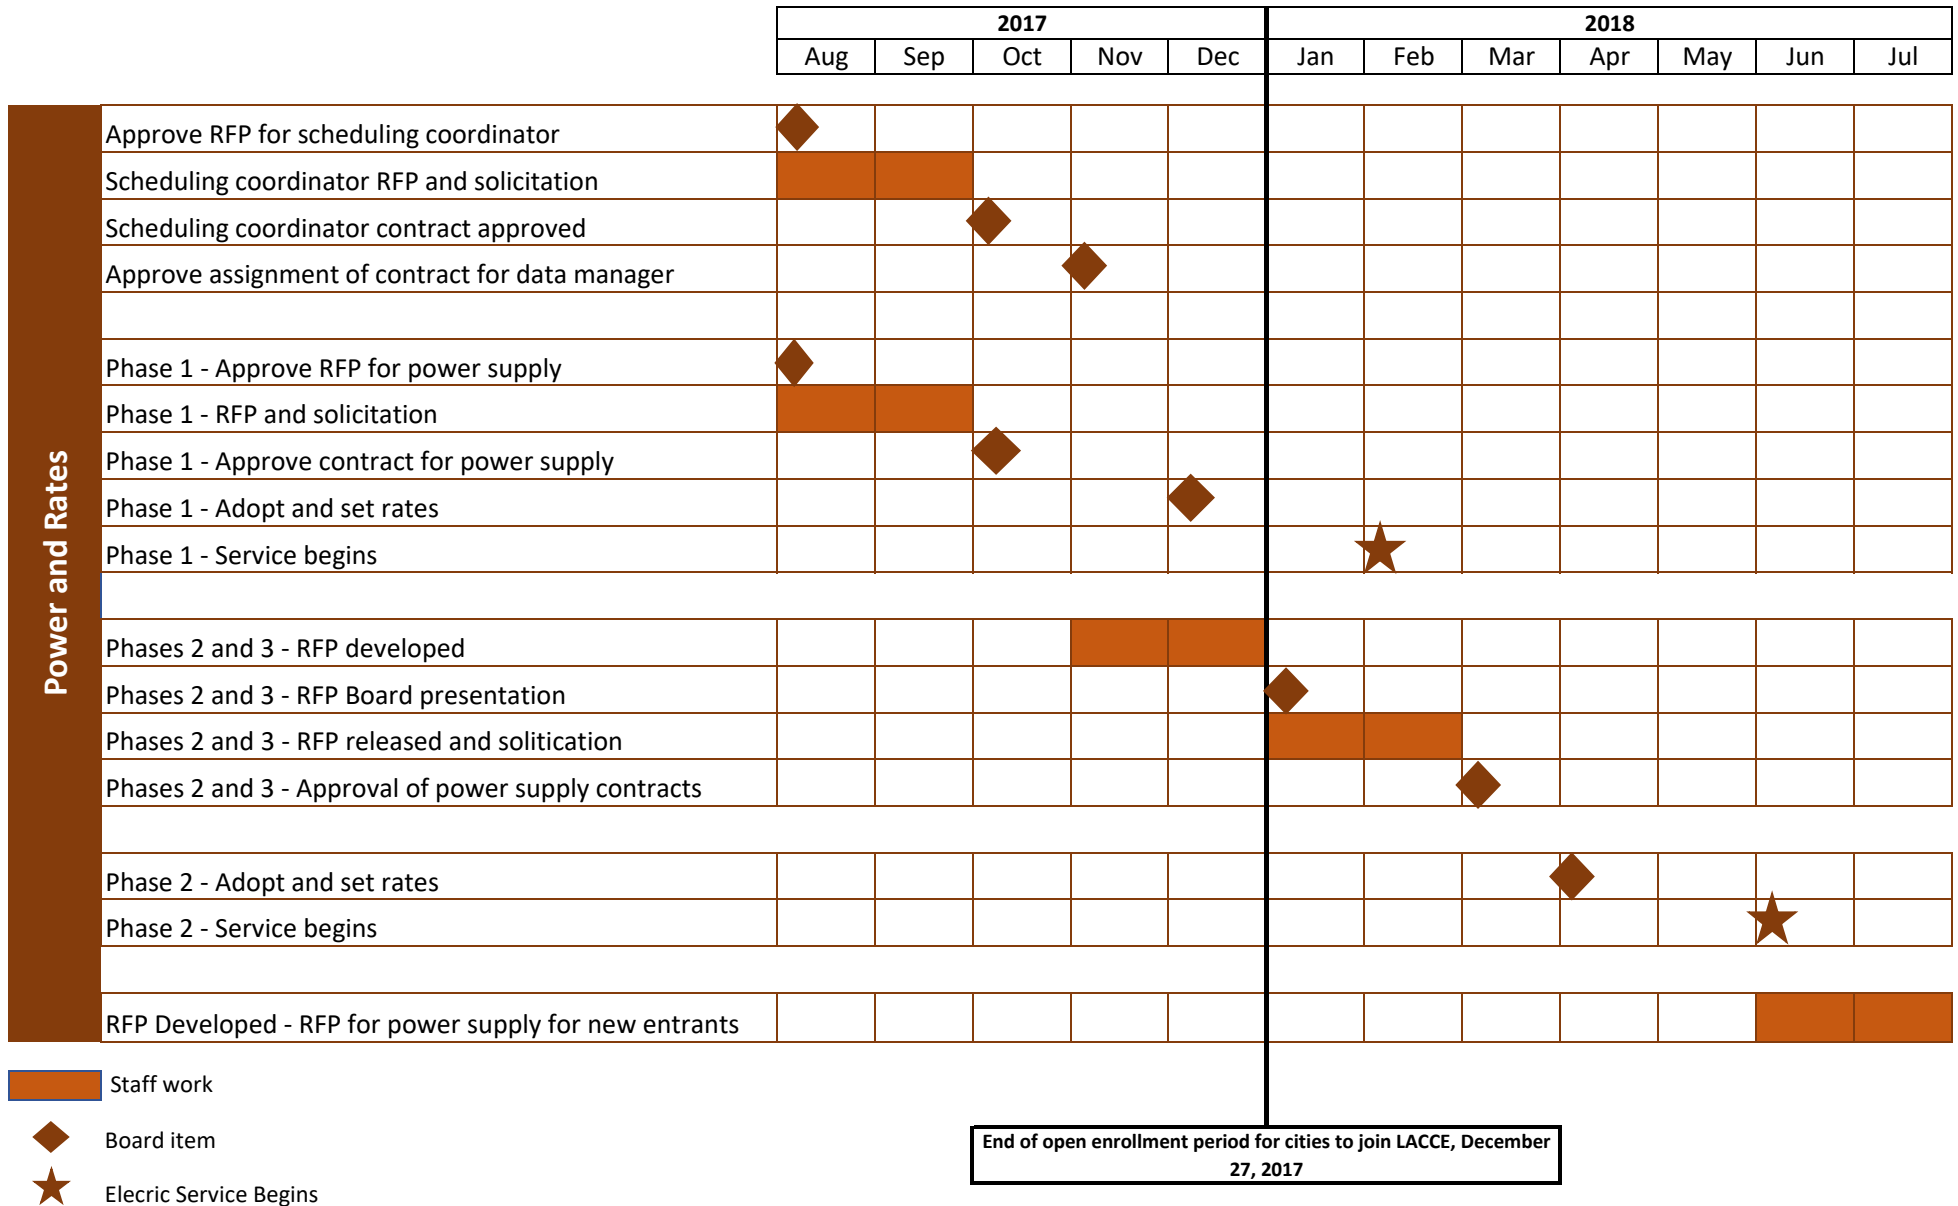 2017 2018
Aug Sep Oct Nov Dec Jan Feb Mar Apr May Jun Jul
Power and Rates
Approve RFP for scheduling coordinator
Scheduling coordinator RFP and solicitation
Scheduling coordinator contract approved
Approve assignment of contract for data manager
Phase 1 - Approve RFP for power supply
Phase 1 - RFP and solicitation
Phase 1 - Approve contract for power supply
Phase 1 - Adopt and set rates
Phase 1 - Service begins
Phases 2 and 3 - RFP developed
Phases 2 and 3 - RFP Board presentation
Phases 2 and 3 - RFP released and solitication
Phases 2 and 3 - Approval of power supply contracts
Phase 2 - Adopt and set rates
Phase 2 - Service begins
RFP Developed - RFP for power supply for new entrants
Staff work
Board item
Elecric Service Begins
End of open enrollment period for cities to join LACCE, December
27, 2017